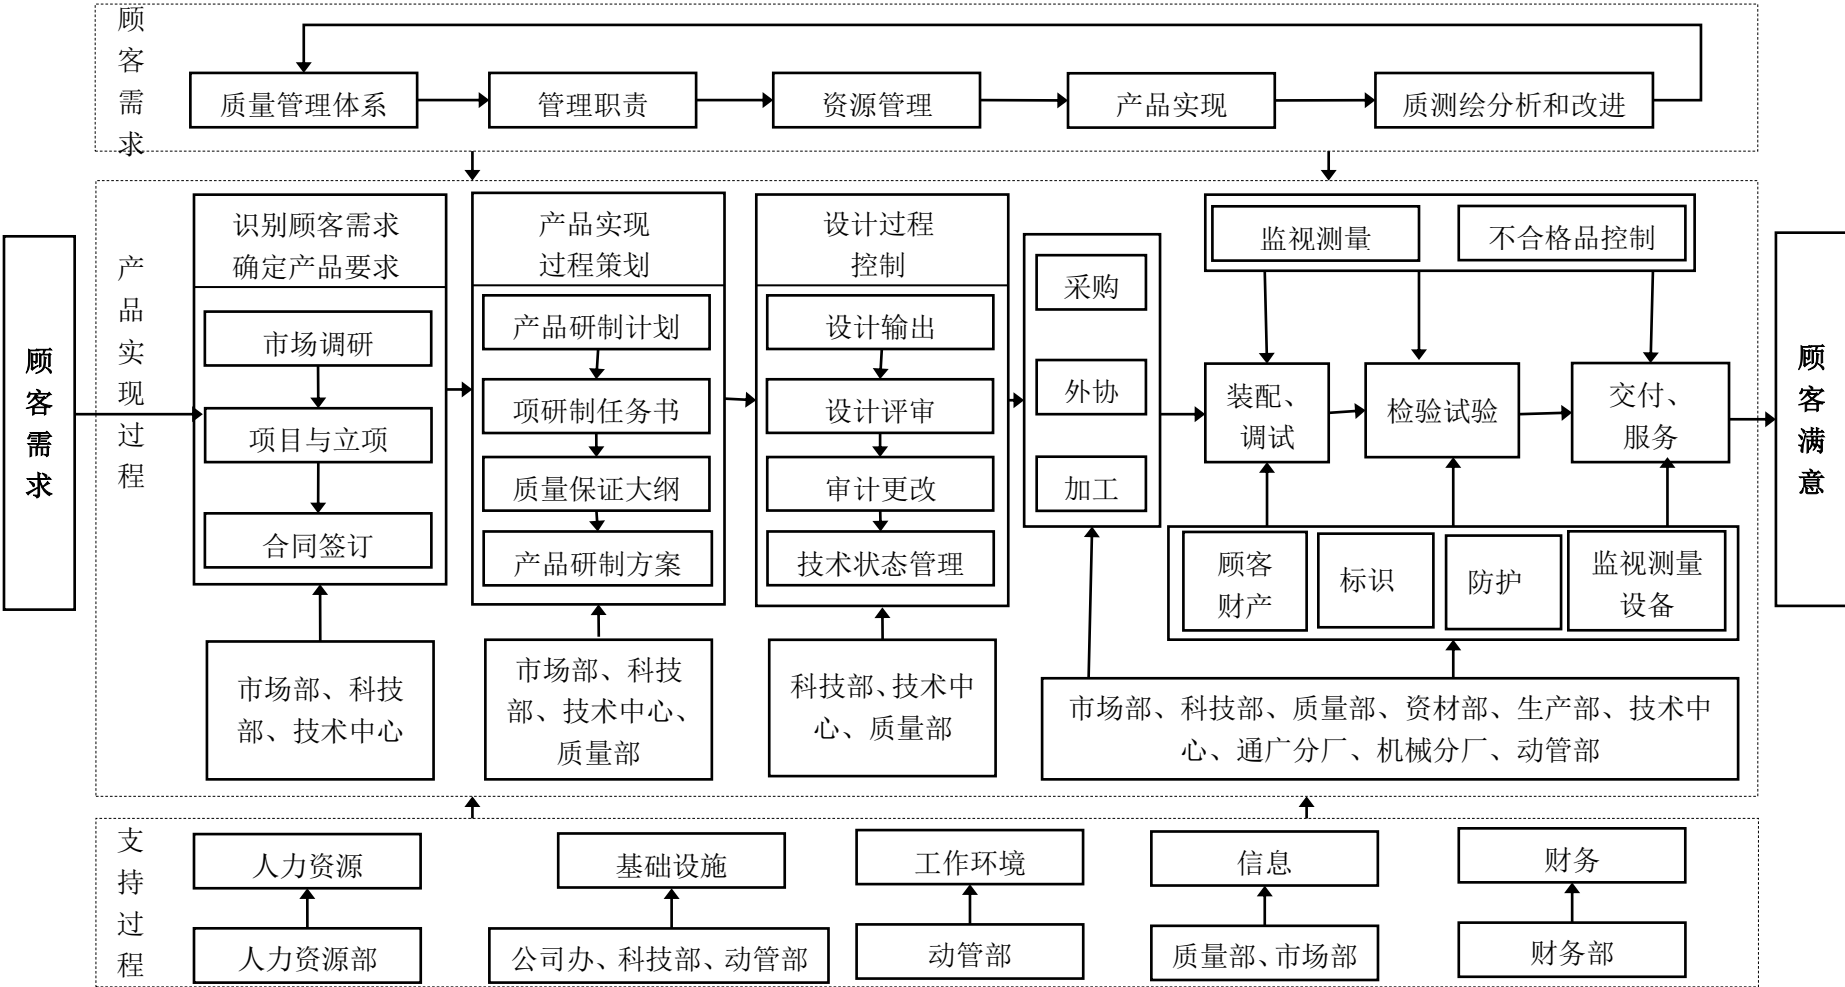 顾客需求
质量管理体系
管理职责
资源管理
产品实现
质测绘分析和改进
顾客需求
产品实现过程
识别顾客需求
确定产品要求
市场调研
项目与立项
合同签订
市场部、科技
部、技术中心
产品实现
过程策划
产品研制计划
项研制任务书
质量保证大纲
产品研制方案
市场部、科技
部、技术中心、
质量部
设计过程
控制
设计输出
设计评审
审计更改
技术状态管理
科技部、技术中
心、质量部
采购
外协
加工
监视测量
不合格品控制
装配、
调试
检验试验
交付、
服务
顾客
财产
标识
防护
监视测量
设备
市场部、科技部、质量部、资材部、生产部、技术中
心、通广分厂、机械分厂、动管部
顾客满意
支持过程
人力资源
基础设施
工作环境
信息
财务
人力资源部
公司办、科技部、动管部
动管部
质量部、市场部
财务部